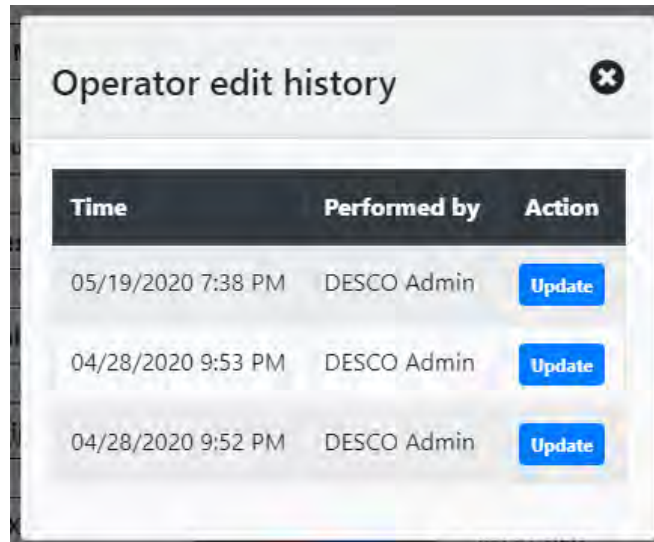 Operator edit history
Time Performed by Action
05/19/2020 7:38 PM DESCO Admin Update
04/28/2020 9:53 PM DESCO Admin Update
04/28/2020 9:52 PM DESCO Admin Update